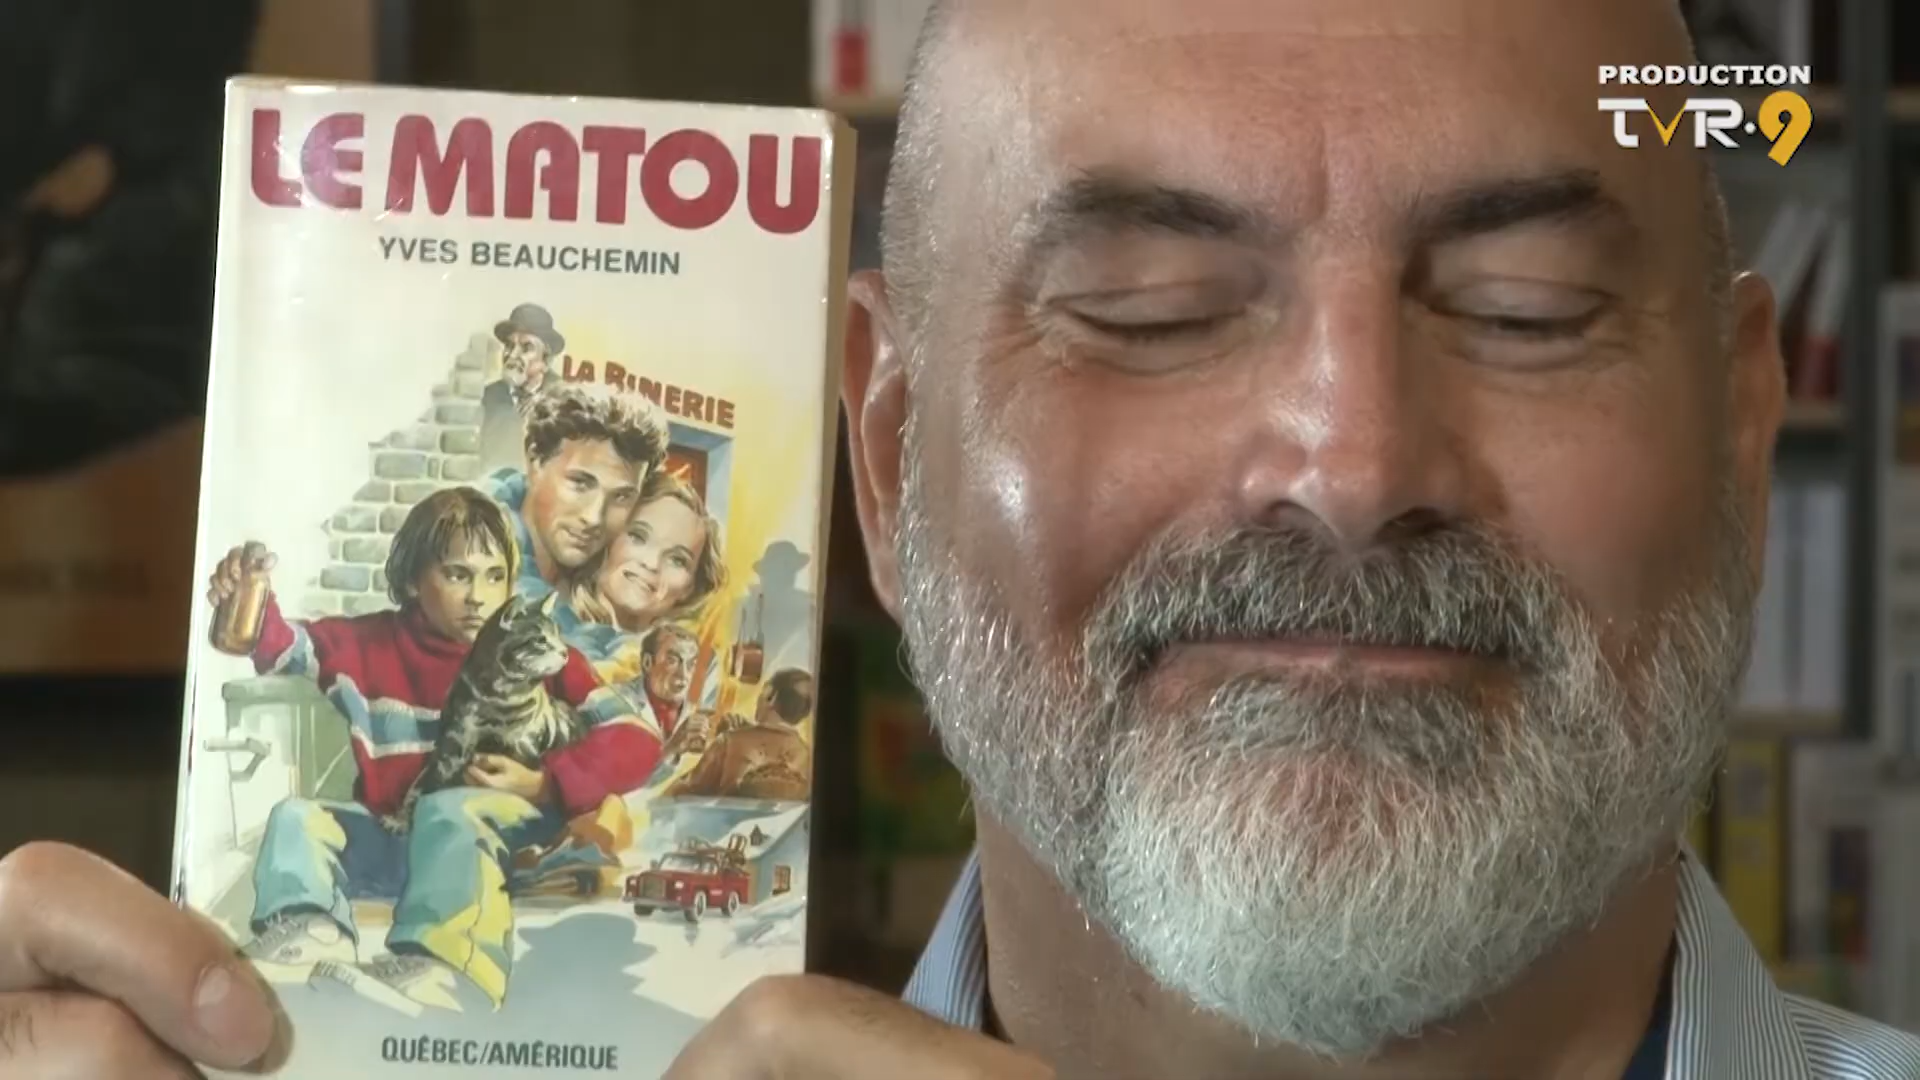 LE MATOU
YVES BEAUCHEMIN
LA BINERIE
QUÉBEC/AMÉRIQUE
PRODUCTION
TVR·9